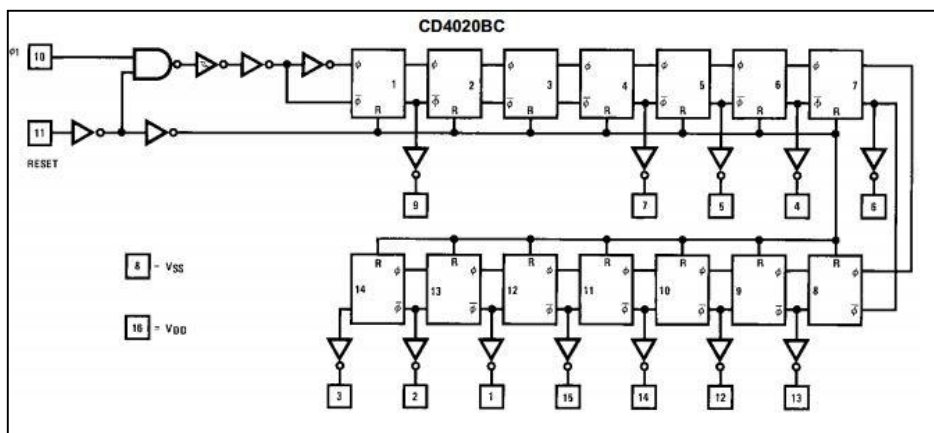 CD4020BC
φ1 10
φ φ φ φ φ φ φ
1 2 3 4 5 6 7
φ̅ φ̅ φ̅ φ̅ φ̅ φ̅ φ̅
R R R R R R R
11
RESET
9 7 5 4 6
R R R R R R R
φ φ φ φ φ φ φ
14 13 12 11 10 9 8
φ̅ φ̅ φ̅ φ̅ φ̅ φ̅ φ̅
8 = VSS
16 = VDD
3 2 1 15 14 12 13